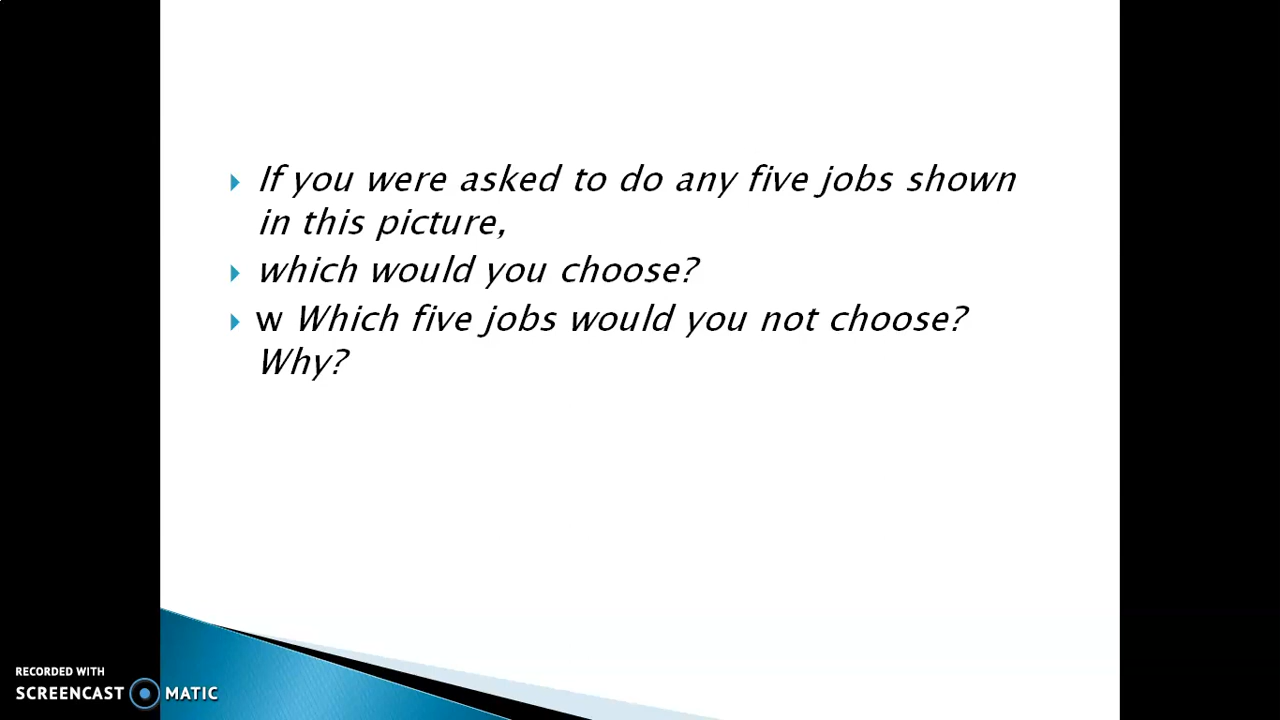 If you were asked to do any five jobs shown
in this picture,
which would you choose?
w Which five jobs would you not choose?
Why?
RECORDED WITH
SCREENCAST MATIC